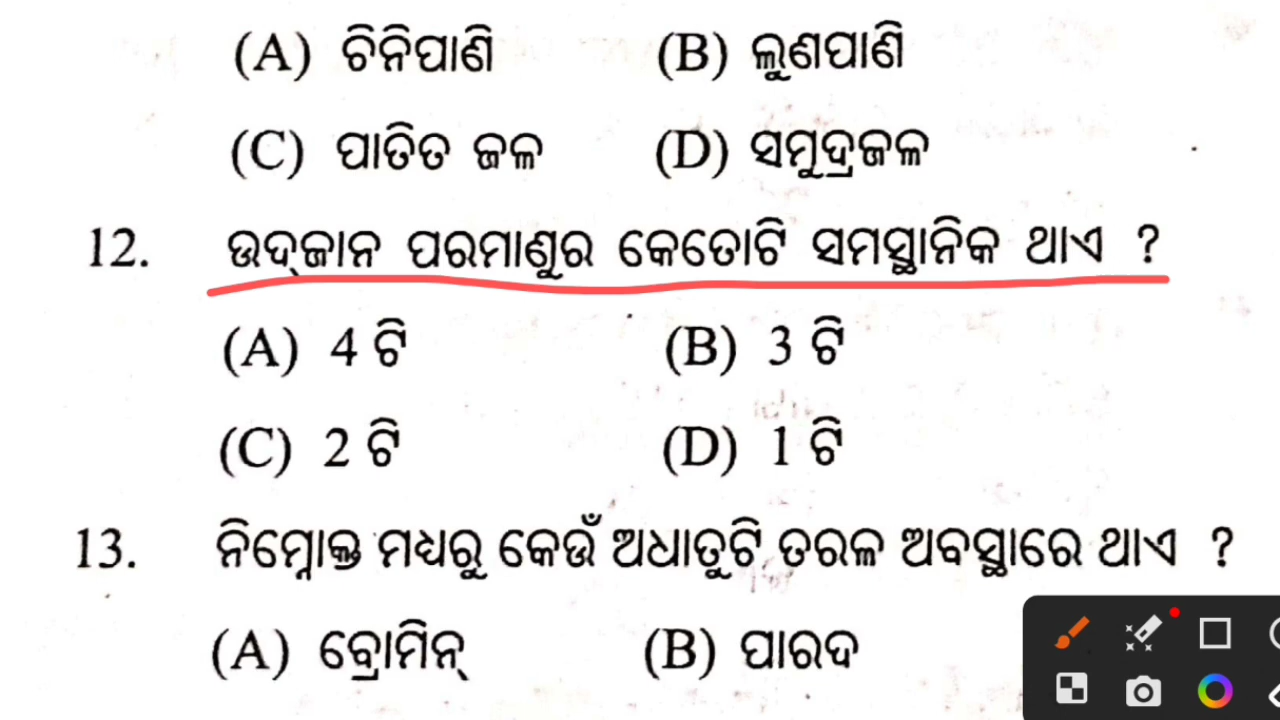 (A) ଚିନିପାଣି (B) ଲୁଣପାଣି
(C) ପାତିତ ଜଳ (D) ସମୁଦ୍ରଜଳ
12. ଉଦ୍‌ଜାନ ପରମାଣୁର କେତୋଟି ସମସ୍ଥାନିକ ଥାଏ ?
(A) 4 ଟି (B) 3 ଟି
(C) 2 ଟି (D) 1 ଟି
13. ନିମ୍ନୋକ୍ତ ମଧ୍ୟରୁ କେଉଁ ଅଧାତୁଟି ତରଳ ଅବସ୍ଥାରେ ଥାଏ ?
(A) ବ୍ରୋମିନ୍ (B) ପାରଦ